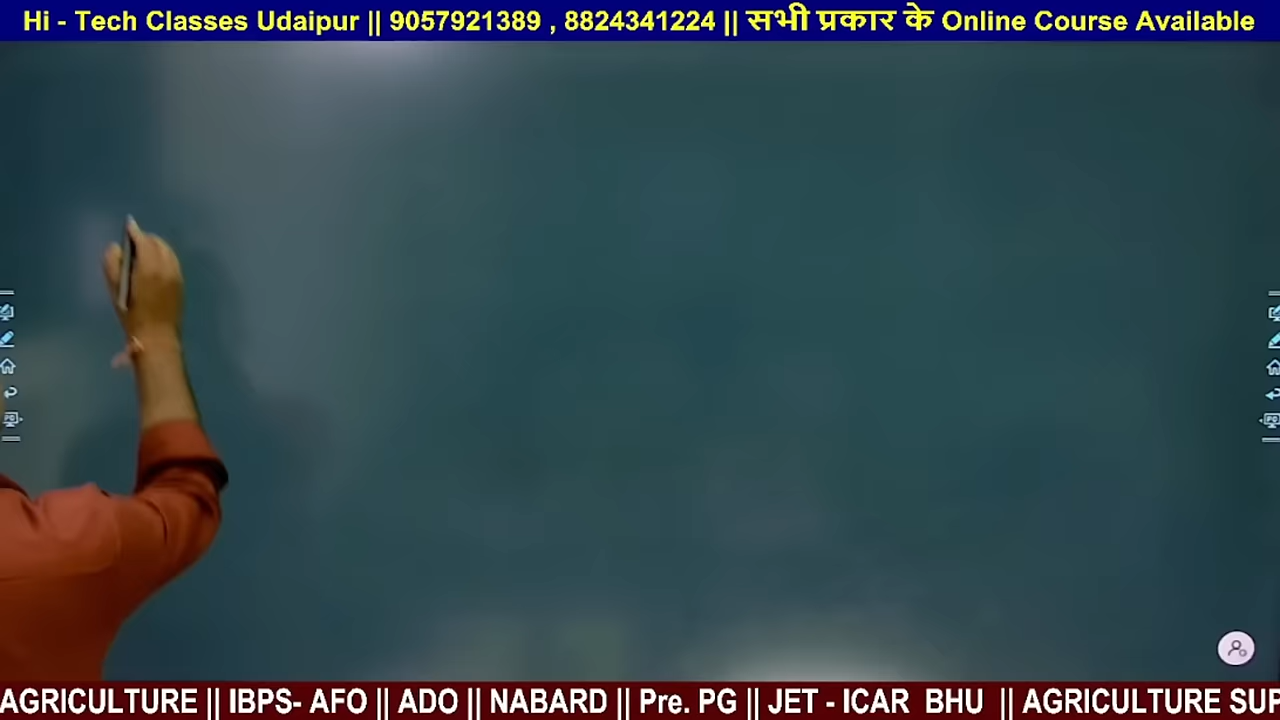 Hi - Tech Classes Udaipur || 9057921389 , 8824341224 || सभी प्रकार के Online Course Available
AGRICULTURE || IBPS- AFO || ADO || NABARD || Pre. PG || JET - ICAR BHU || AGRICULTURE SUP